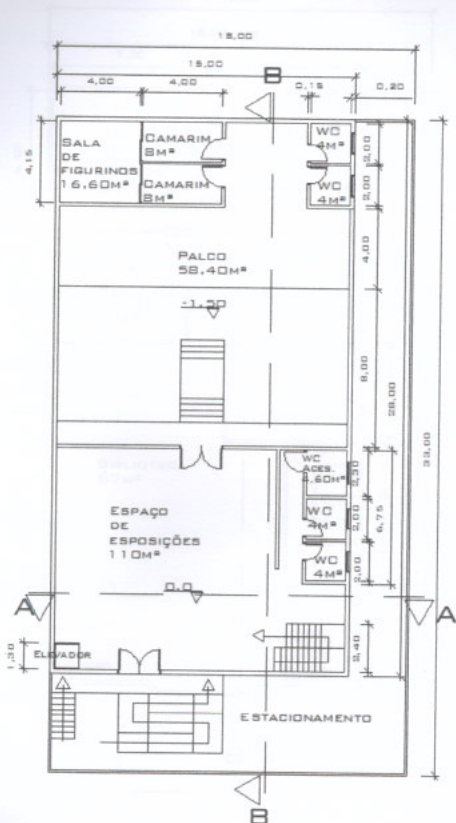 18,00
15,00
B
4,00
4,00
0,15
0,20
4,15
SALA
DE
FIGURINOS
16,60M²
CAMARIM
8M²
CAMARIM
8M²
WC
4M²
WC
4M²
2,00
2,00
PALCO
58,40M²
4,00
-1,50
8,00
28,00
33,00
WC
ACES.
4,60M²
2,30
WC
4M²
2,00
6,75
WC
4M²
2,00
ESPAÇO
DE
ESPOSIÇÕES
110M²
0.0
A
A
1,30
ELEVADOR
2,40
ESTACIONAMENTO
B